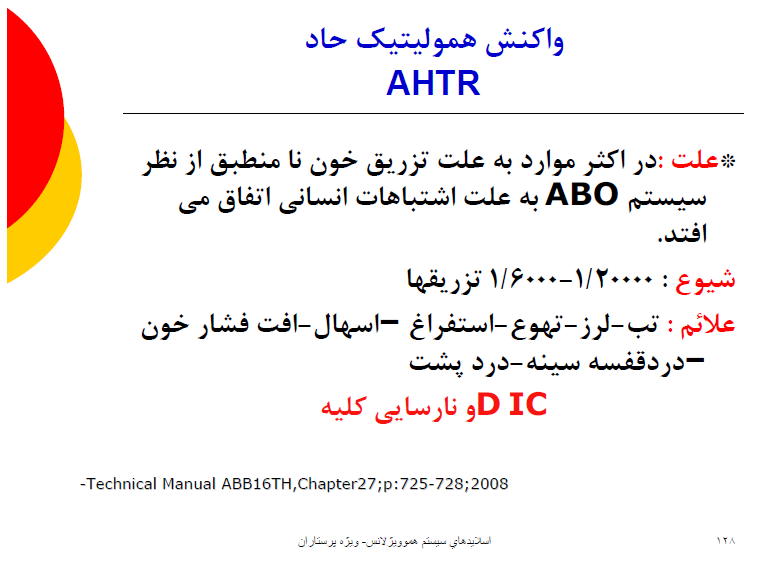 واکنش همولیتیک حاد
AHTR
❊علت :در اکثر موارد به علت تزریق خون نا منطبق از نظر
سیستم ABO به علت اشتباهات انسانی اتفاق می
افتد.
شیوع : ۱/۲۰۰۰۰-۱/۶۰۰۰ تزریقها
علائم : تب-لرز-تهوع-استفراغ –اسهال-افت فشار خون
–دردقفسه سینه-درد پشت
D ICو نارسایی کلیه
-Technical Manual ABB16TH,Chapter27;p:725-728;2008
اسلایدهاي سیستم هموویژلانس- ویژه پرستاران
۱۲۸